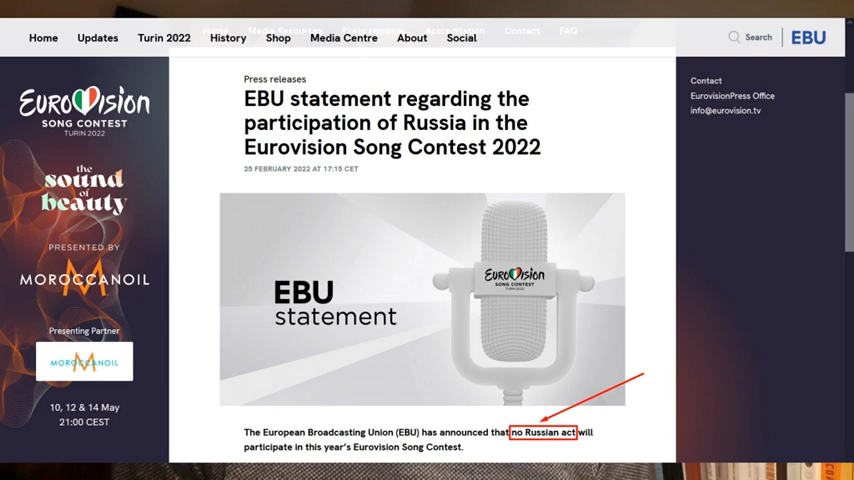 Home Updates Turin 2022 History Shop Media Centre About Social Search EBU
Contact FAQ
EUROVISION
SONG CONTEST
TURIN 2022
the
sound
of
beauty
PRESENTED BY
MOROCCANOIL
Presenting Partner
MOROCCANOIL
10, 12 & 14 May
21:00 CEST
Press releases
EBU statement regarding the
participation of Russia in the
Eurovision Song Contest 2022
25 FEBRUARY 2022 AT 17:15 CET
EBU
statement
EUROVISION
SONG CONTEST
TURIN 2022
The European Broadcasting Union (EBU) has announced that no Russian act will
participate in this year's Eurovision Song Contest.
Contact
EurovisionPress Office
info@eurovision.tv